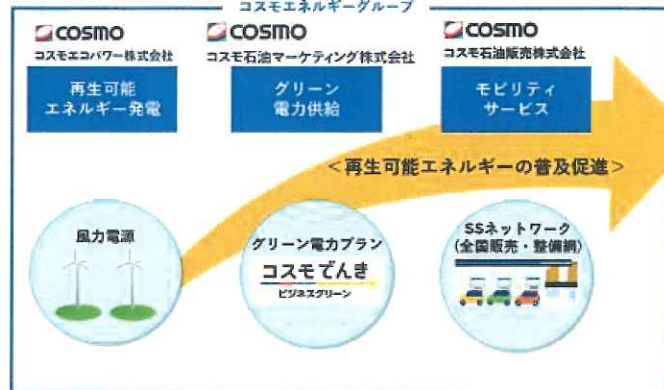 コスモエネルギーグループ
COSMO COSMO COSMO
コスモエコパワー株式会社 コスモ石油マーケティング株式会社 コスモ石油販売株式会社
再生可能 グリーン モビリティ
エネルギー発電 電力供給 サービス
<再生可能エネルギーの普及促進>
風力電源 グリーン電力プラン SSネットワーク
(全国販売・整備網)
コスモでんき
ビジネスグリーン